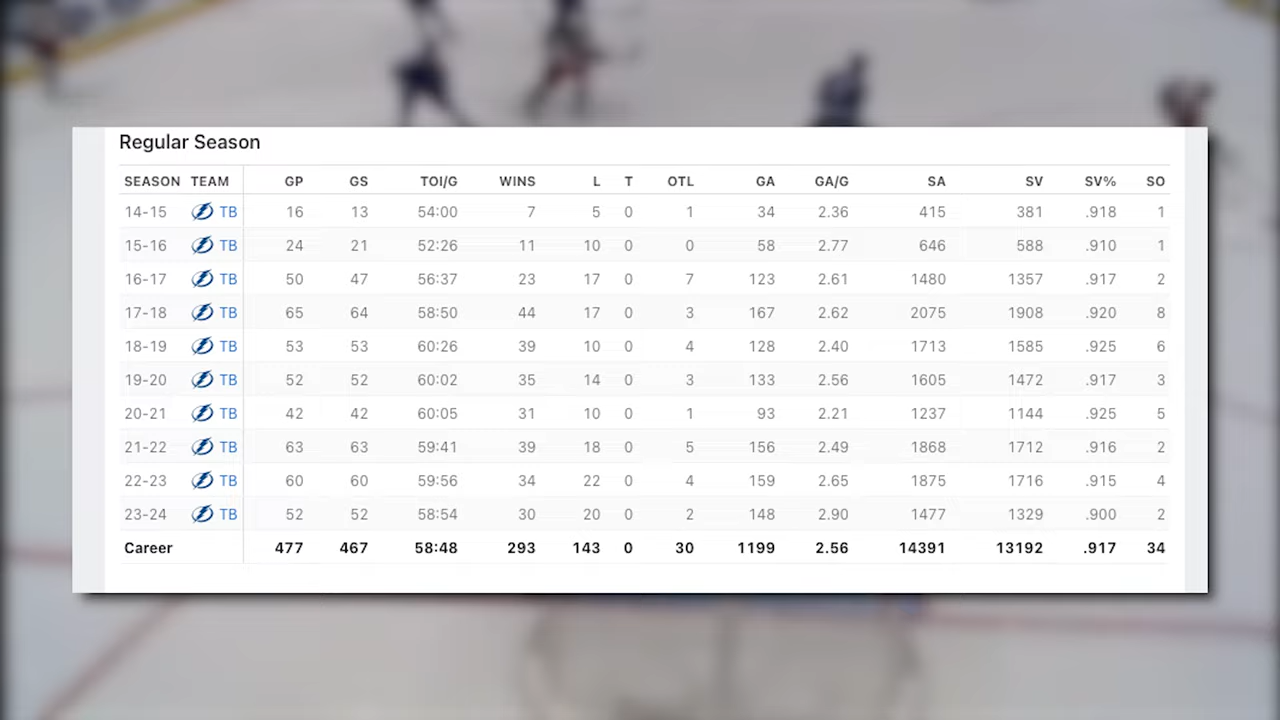 Regular Season
SEASON TEAM GP GS TOI/G WINS L T OTL GA GA/G SA SV SV% SO
14-15 TB 16 13 54:00 7 5 0 1 34 2.36 415 381 .918 1
15-16 TB 24 21 52:26 11 10 0 0 58 2.77 646 588 .910 1
16-17 TB 50 47 56:37 23 17 0 7 123 2.61 1480 1357 .917 2
17-18 TB 65 64 58:50 44 17 0 3 167 2.62 2075 1908 .920 8
18-19 TB 53 53 60:26 39 10 0 4 128 2.40 1713 1585 .925 6
19-20 TB 52 52 60:02 35 14 0 3 133 2.56 1605 1472 .917 3
20-21 TB 42 42 60:05 31 10 0 1 93 2.21 1237 1144 .925 5
21-22 TB 63 63 59:41 39 18 0 5 156 2.49 1868 1712 .916 2
22-23 TB 60 60 59:56 34 22 0 4 159 2.65 1875 1716 .915 4
23-24 TB 52 52 58:54 30 20 0 2 148 2.90 1477 1329 .900 2
Career 477 467 58:48 293 143 0 30 1199 2.56 14391 13192 .917 34